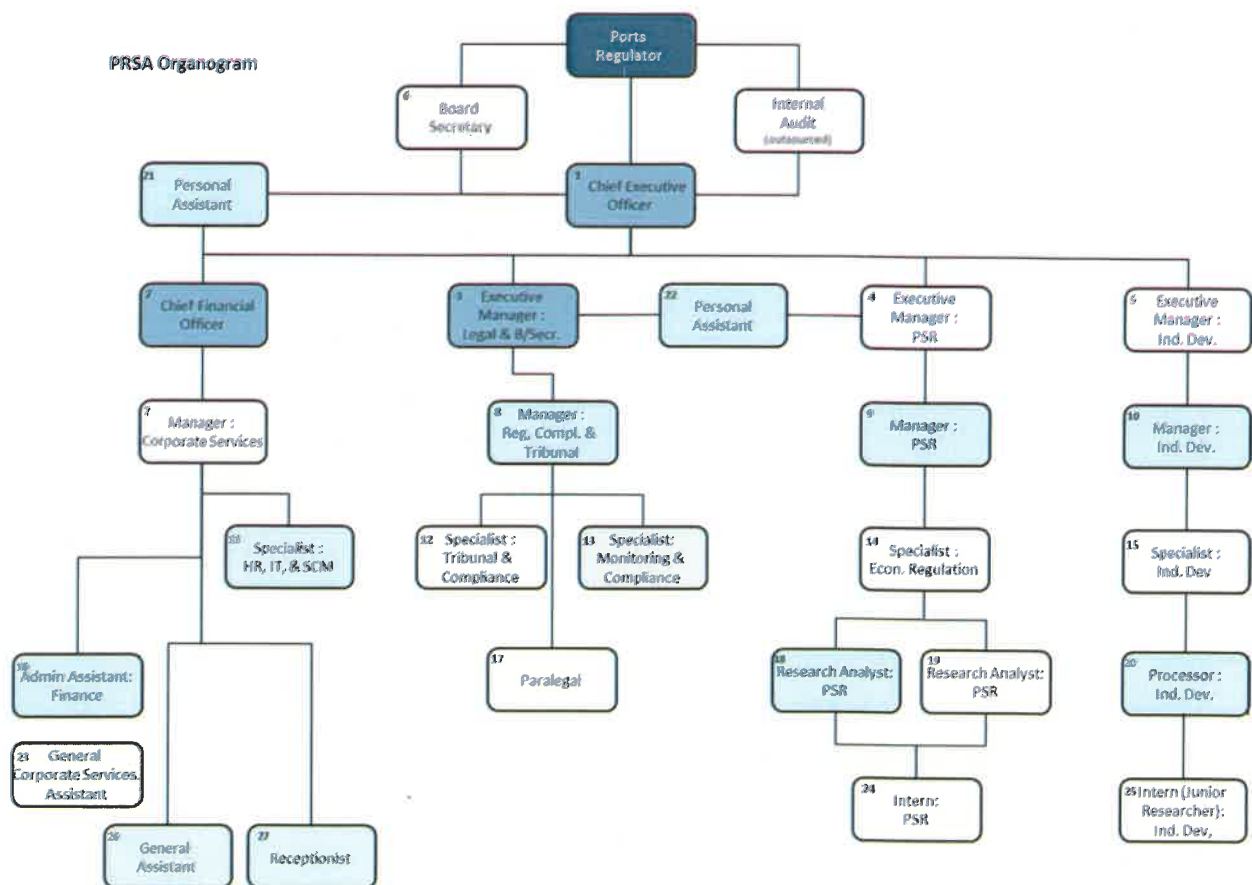 PRSA Organogram
Ports
Regulator
6
Board
Secretary
Internal
Audit
(outsourced)
21
Personal
Assistant
1
Chief Executive
Officer
2
Chief Financial
Officer
3
Executive
Manager :
Legal & B/Secr.
22
Personal
Assistant
4
Executive
Manager :
PSR
5
Executive
Manager :
Ind. Dev.
7
Manager :
Corporate Services
8
Manager :
Reg, Compl. &
Tribunal
9
Manager :
PSR
10
Manager :
Ind. Dev.
Specialist :
HR, IT, & SCM
12
Specialist :
Tribunal &
Compliance
13
Specialist:
Monitoring &
Compliance
14
Specialist :
Econ. Regulation
15
Specialist :
Ind. Dev
Admin Assistant:
Finance
17
Paralegal
18
Research Analyst:
PSR
19
Research Analyst:
PSR
20
Processor :
Ind. Dev.
23
General
Corporate Services.
Assistant
24
Intern:
PSR
25
Intern (Junior
Researcher):
Ind. Dev,
26
General
Assistant
27
Receptionist